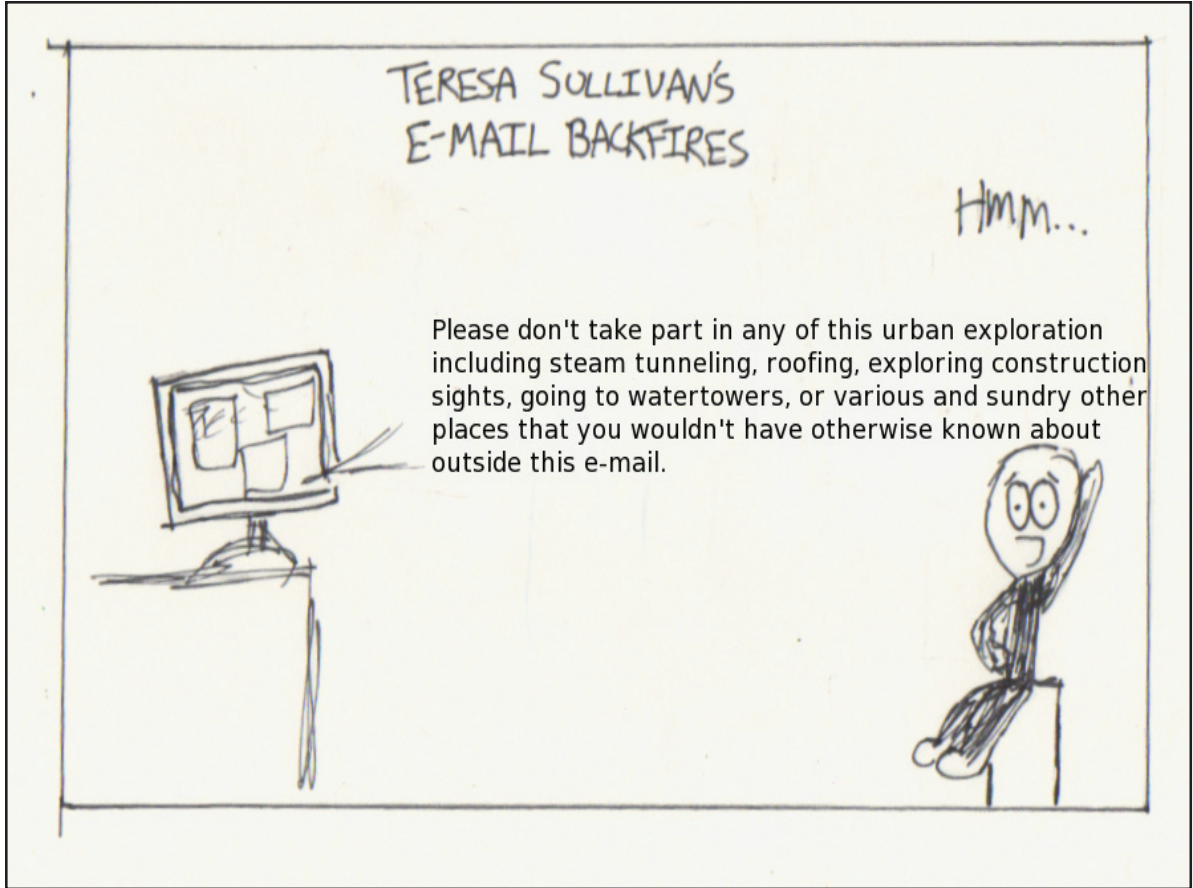 TERESA SULLIVAN'S
E-MAIL BACKFIRES
HMM...
Please don't take part in any of this urban exploration
including steam tunneling, roofing, exploring construction
sights, going to watertowers, or various and sundry other
places that you wouldn't have otherwise known about
outside this e-mail.